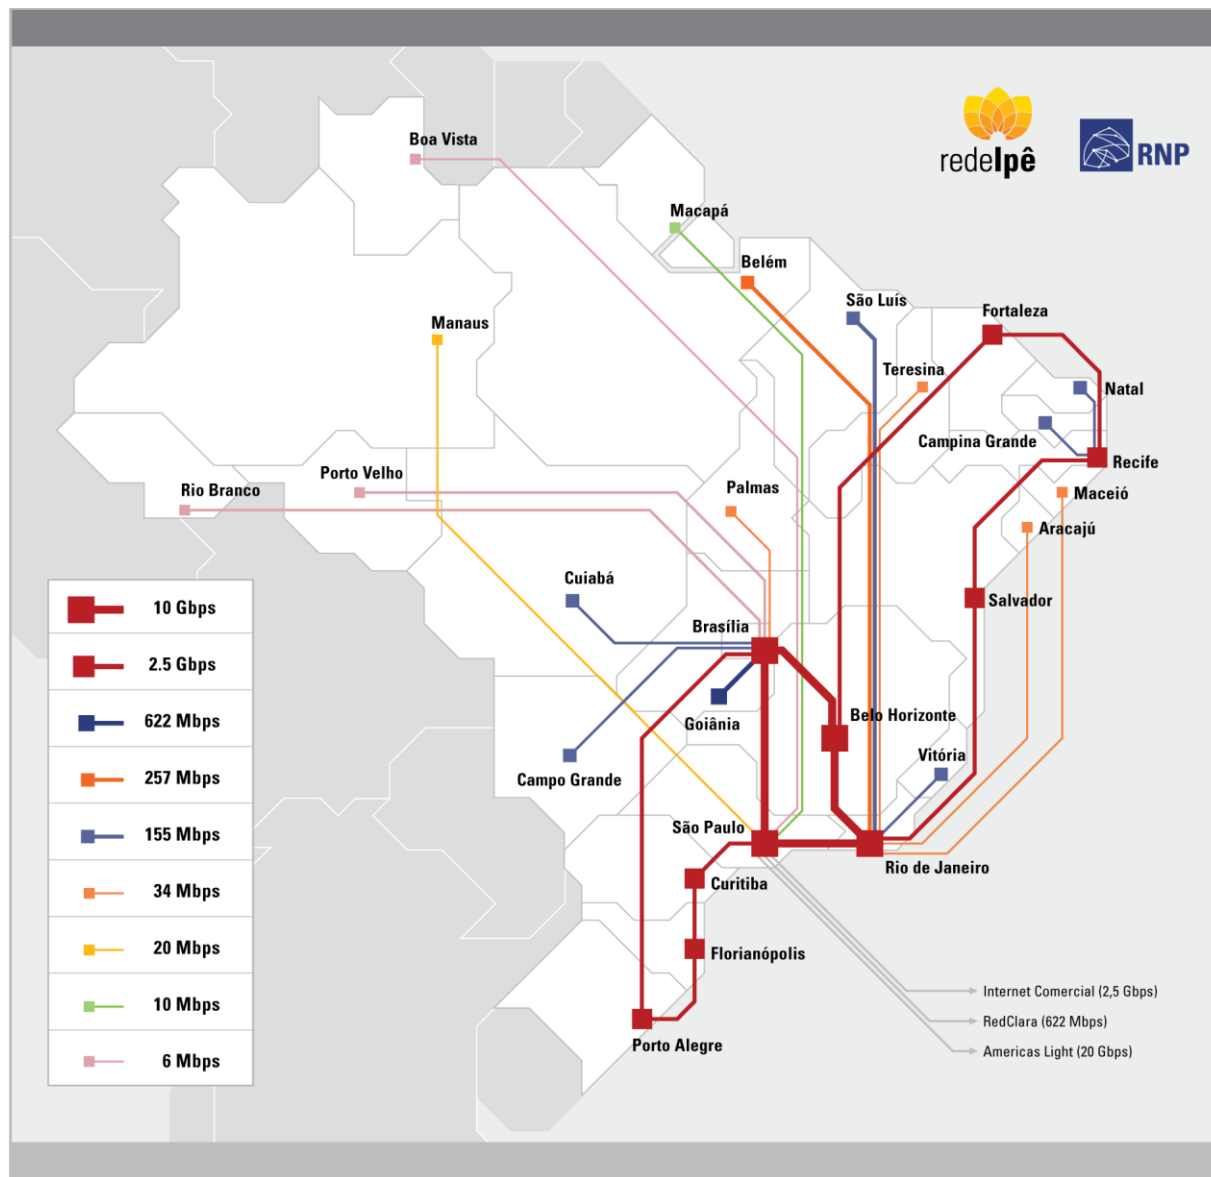 redeIpê
RNP
Boa Vista
Macapá
Belém
São Luís
Fortaleza
Manaus
Teresina
Natal
Campina Grande
Recife
Porto Velho
Rio Branco
Palmas
Maceió
Aracajú
Cuiabá
Salvador
Brasília
Goiânia
Belo Horizonte
Vitória
Campo Grande
São Paulo
Rio de Janeiro
Curitiba
Florianópolis
Porto Alegre
10 Gbps
2.5 Gbps
622 Mbps
257 Mbps
155 Mbps
34 Mbps
20 Mbps
10 Mbps
6 Mbps
Internet Comercial (2,5 Gbps)
RedClara (622 Mbps)
Americas Light (20 Gbps)